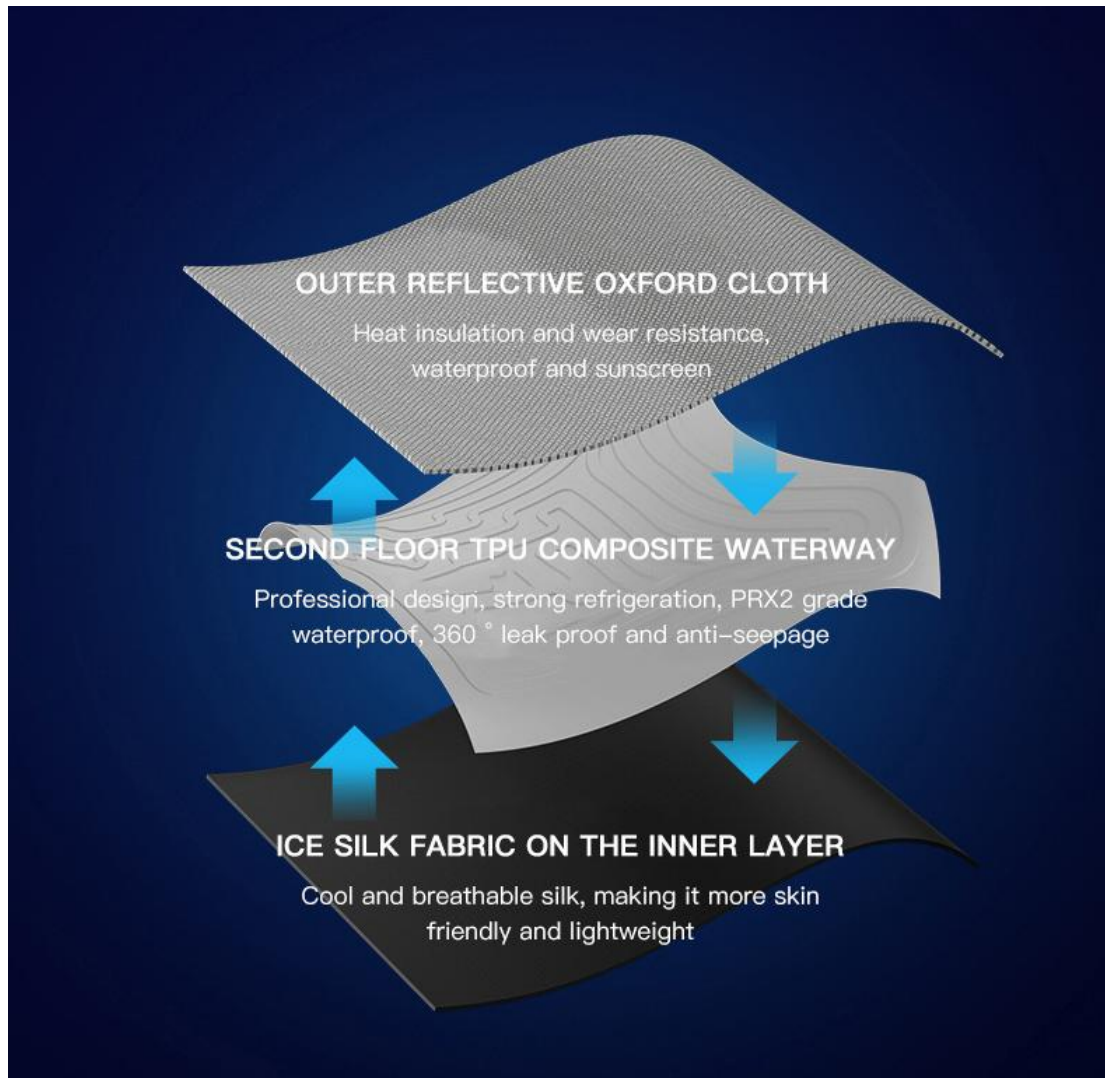 OUTER REFLECTIVE OXFORD CLOTH
Heat insulation and wear resistance,
waterproof and sunscreen
SECOND FLOOR TPU COMPOSITE WATERWAY
Professional design, strong refrigeration, PRX2 grade
waterproof, 360 ° leak proof and anti-seepage
ICE SILK FABRIC ON THE INNER LAYER
Cool and breathable silk, making it more skin
friendly and lightweight